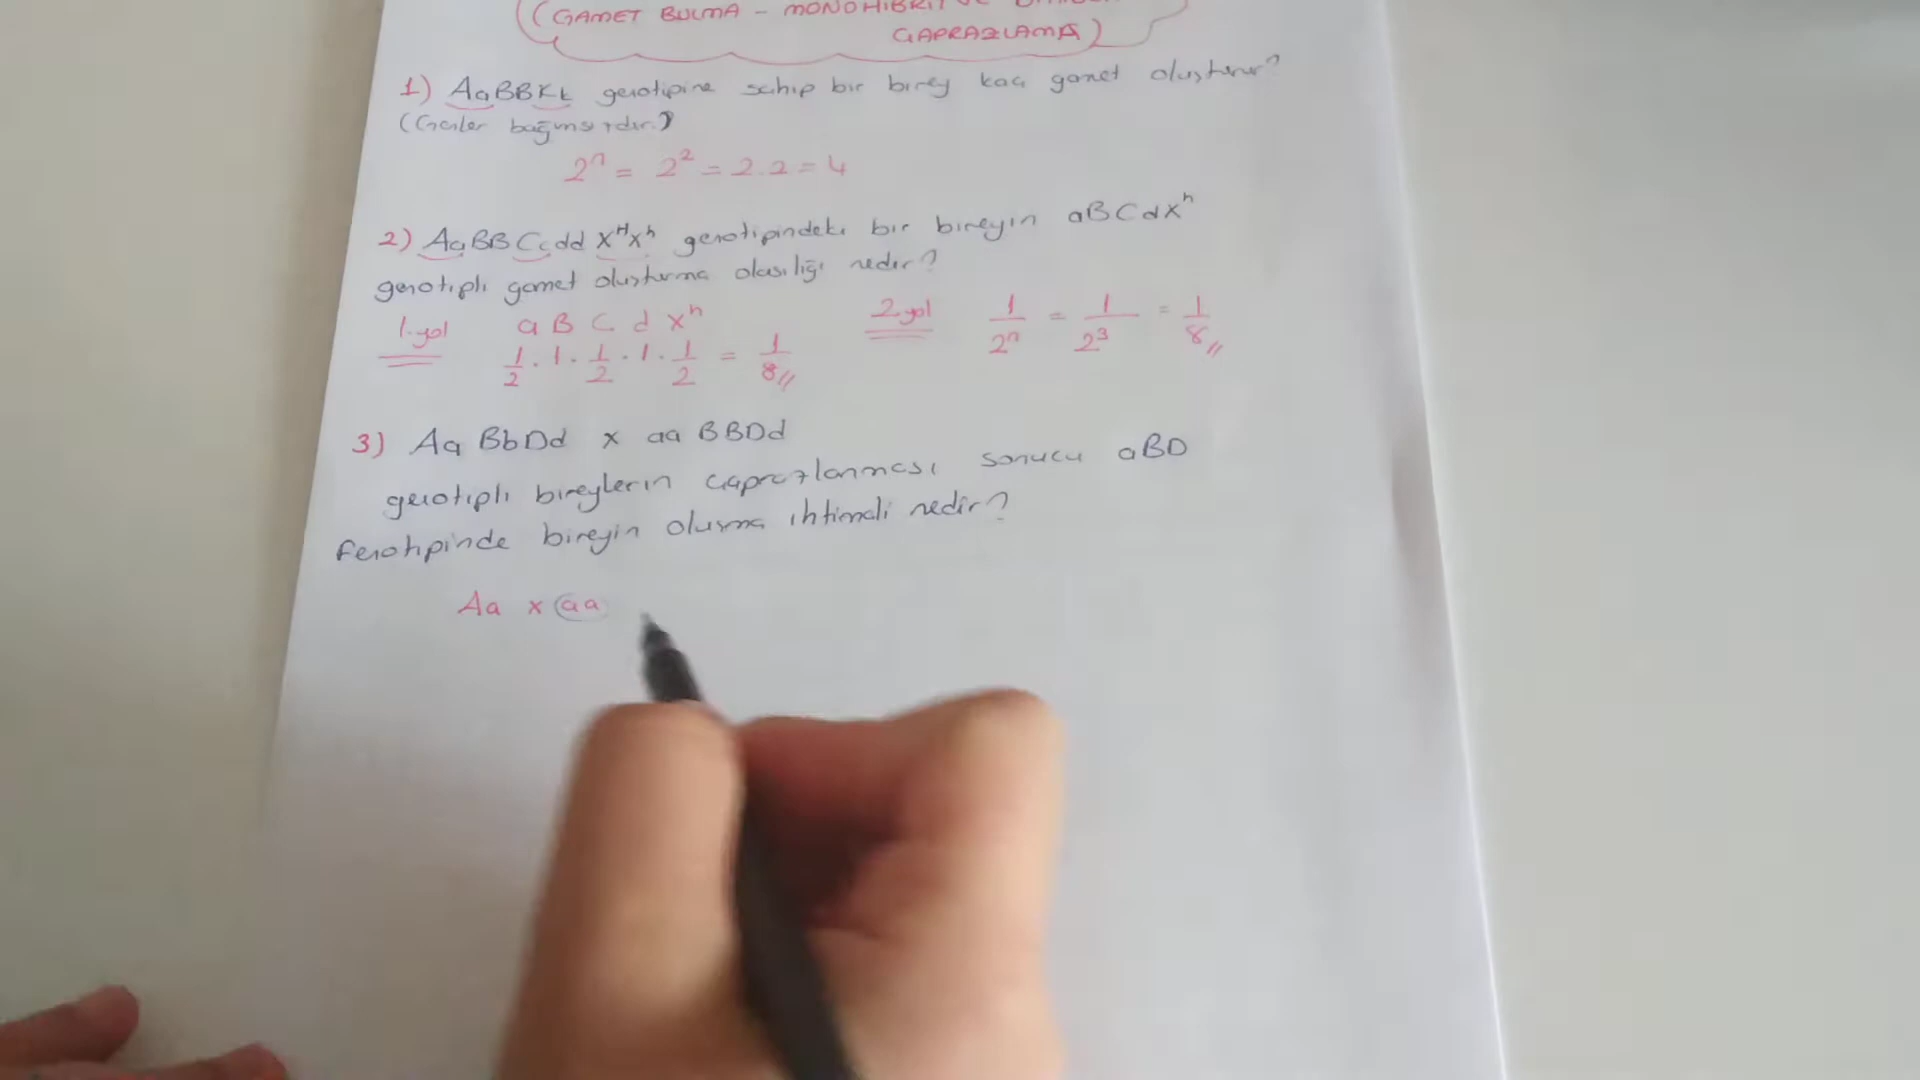 (GAMET BULMA - MONOHİBRİT VE
ÇAPRAZLAMA)
1) AaBBKk genotipine sahip bir birey kaç gamet oluşturur?
(Genler bağımsızdır.)
2ⁿ = 2² = 2.2 = 4
2) AaBBCcdd XᴴXʰ genotipindeki bir bireyin aBCdXʰ
genotipli gamet oluşturma olasılığı nedir?
1.yol a B C d Xʰ
1/2 . 1 . 1/2 . 1 . 1/2 = 1/8
2.yol 1/2ⁿ = 1/2³ = 1/8
3) Aa BbDd x aa BBDd
genotipli bireylerin çaprazlanması sonucu aBD
fenotipinde bireyin oluşma ihtimali nedir?
Aa x aa